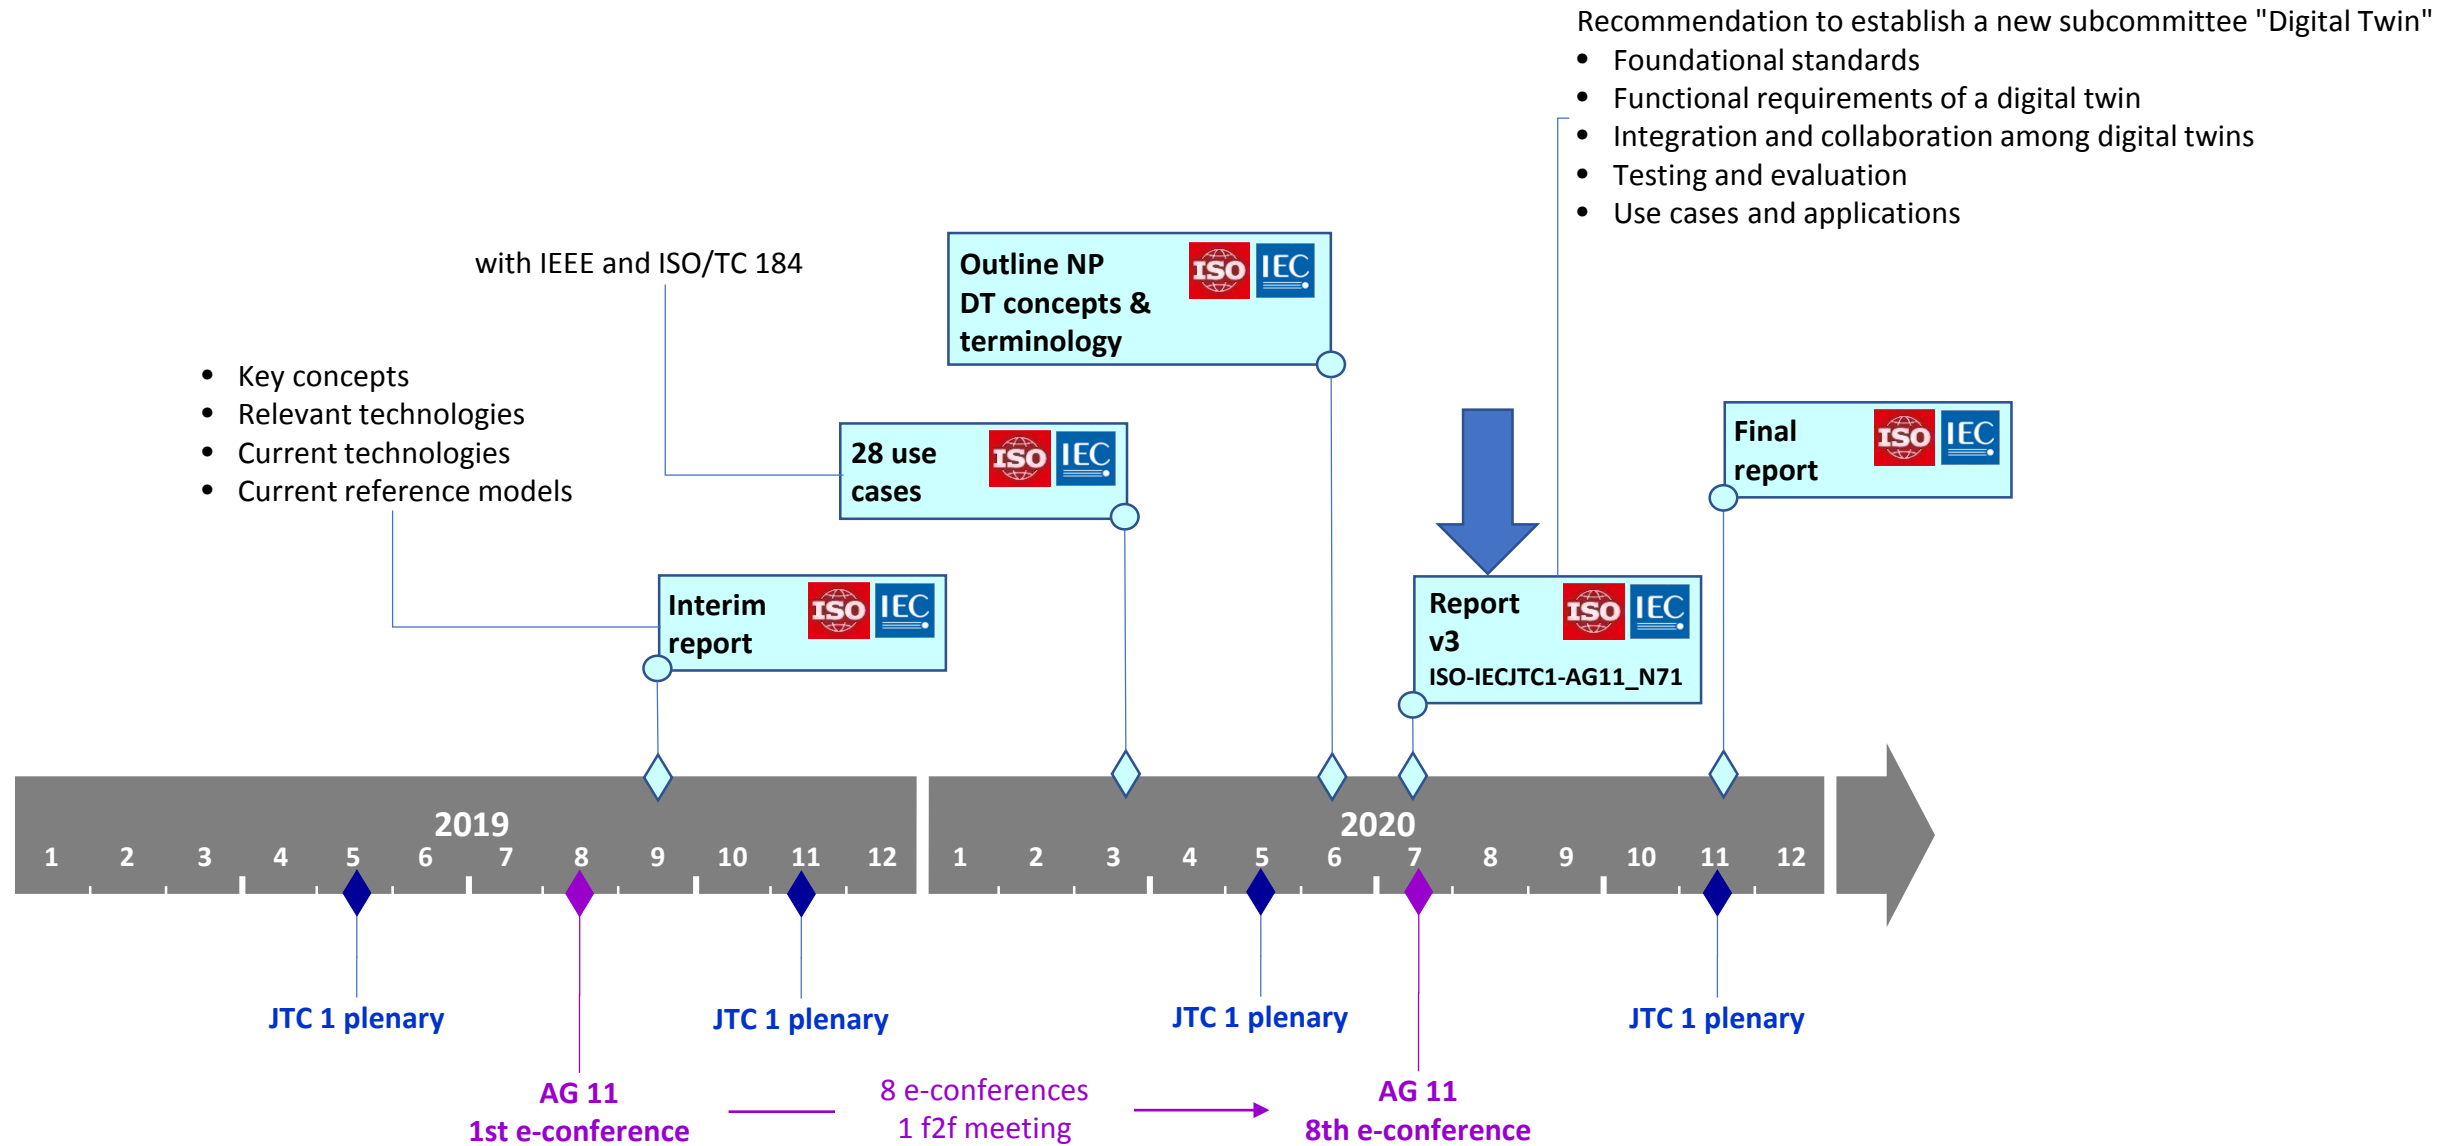 Recommendation to establish a new subcommittee "Digital Twin"
• Foundational standards
• Functional requirements of a digital twin
• Integration and collaboration among digital twins
• Testing and evaluation
• Use cases and applications
with IEEE and ISO/TC 184
Outline NP
DT concepts &
terminology
ISO IEC
• Key concepts
• Relevant technologies
• Current technologies
• Current reference models
28 use
cases
ISO IEC
Final
report
ISO IEC
Interim
report
ISO IEC
Report
v3
ISO-IECJTC1-AG11_N71
ISO IEC
2019
1 2 3 4 5 6 7 8 9 10 11 12
2020
1 2 3 4 5 6 7 8 9 10 11 12
JTC 1 plenary
JTC 1 plenary
JTC 1 plenary
JTC 1 plenary
AG 11
1st e-conference
8 e-conferences
1 f2f meeting
AG 11
8th e-conference